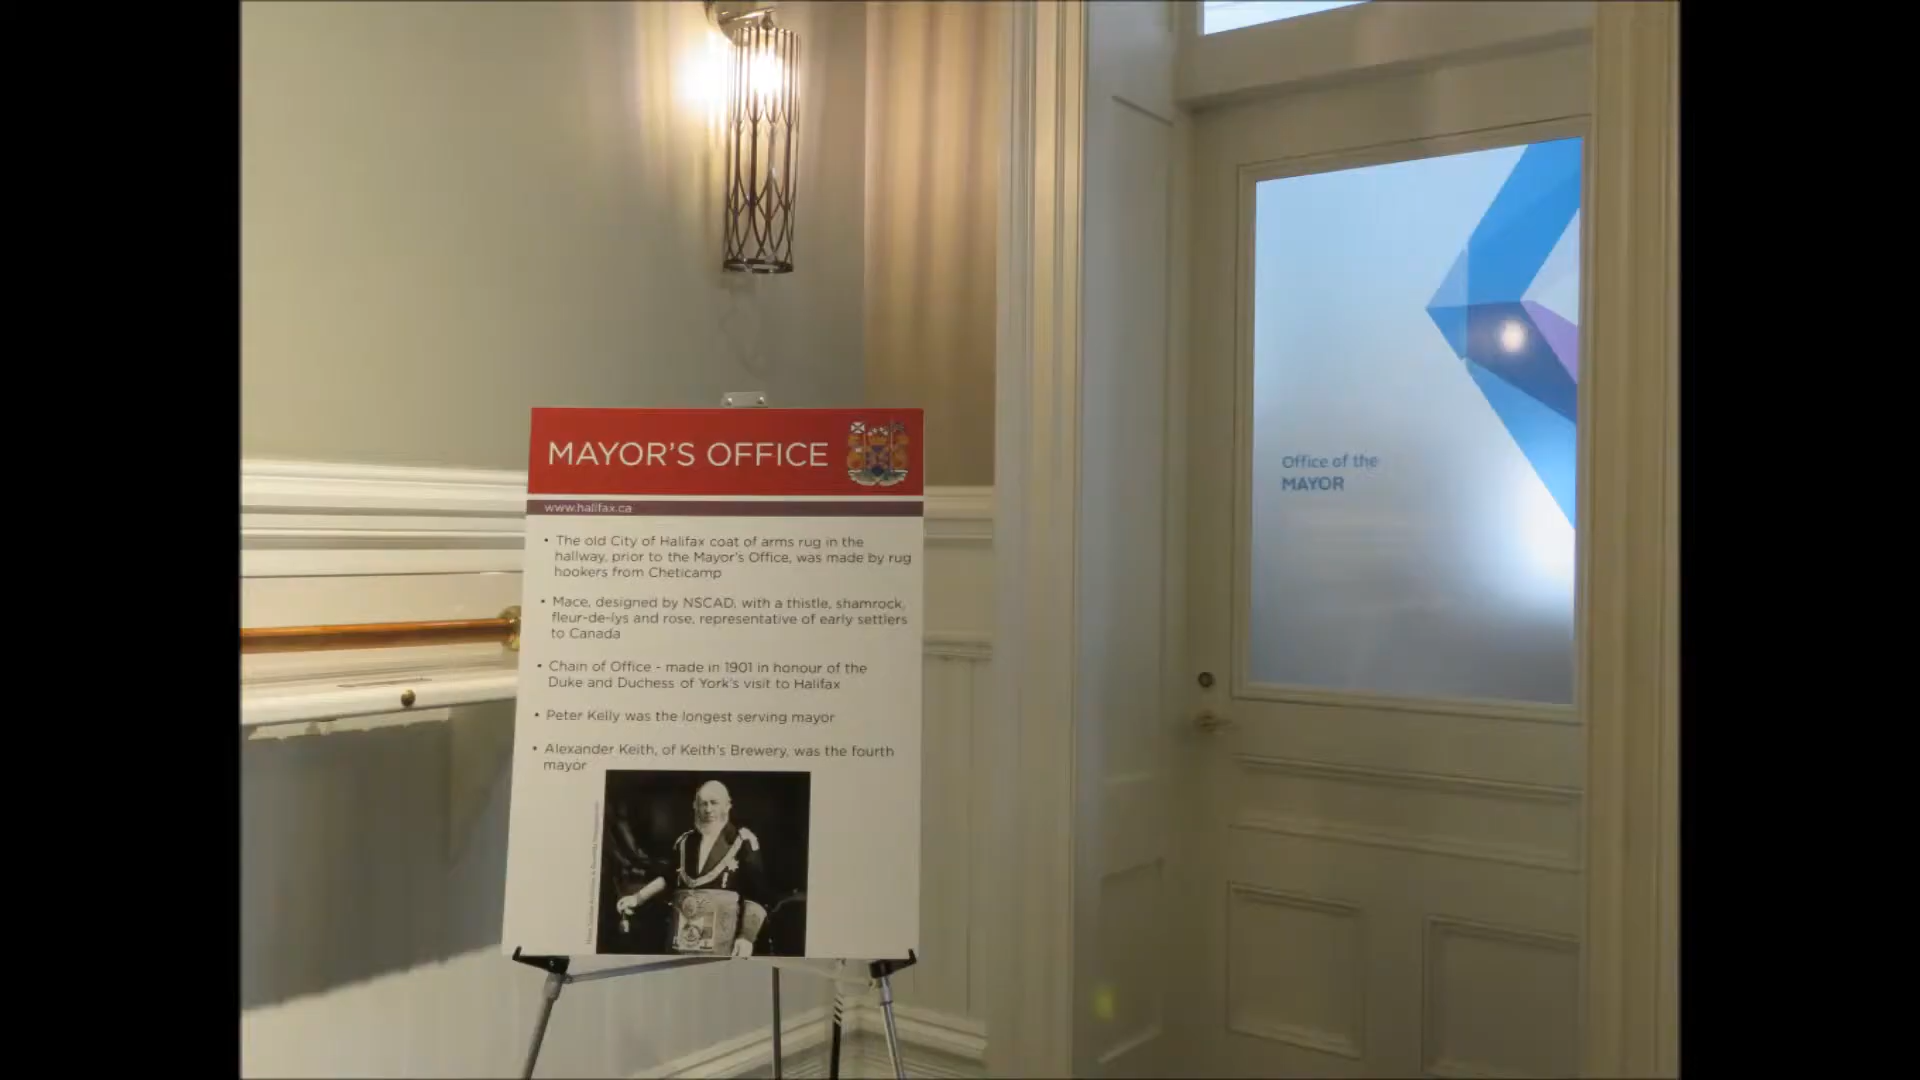 MAYOR'S OFFICE
www.halifax.ca
• The old City of Halifax coat of arms rug in the
hallway, prior to the Mayor's Office, was made by rug
hookers from Cheticamp
• Mace, designed by NSCAD, with a thistle, shamrock,
fleur-de-lys and rose, representative of early settlers
to Canada
• Chain of Office - made in 1901 in honour of the
Duke and Duchess of York's visit to Halifax
• Peter Kelly was the longest serving mayor
• Alexander Keith, of Keith's Brewery, was the fourth
mayor
Office of the
MAYOR